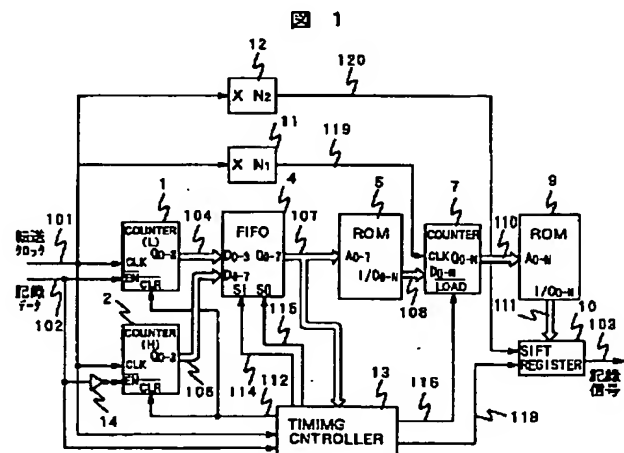 図 1
12
120
X N2
11
119
X N1
1
4
5
7
9
101
転送
クロック
COUNTER
(L)
Q0-3
CLK
EN
CLR
104
FIFO
D0-3 Q0-7
D4-7
SI SO
107
ROM
A0-7
I/O0-N
108
COUNTER
CLK Q0-N
D0-N
LOAD
110
ROM
A0-N
I/O0-N
111
10
103
記録
データ
102
2
COUNTER
(H)
Q0-3
CLK
EN
CLR
105
14
115
114
112
13
116
118
SIFT
REGISTER
記録
信号
TIMIMG
CNTROLLER